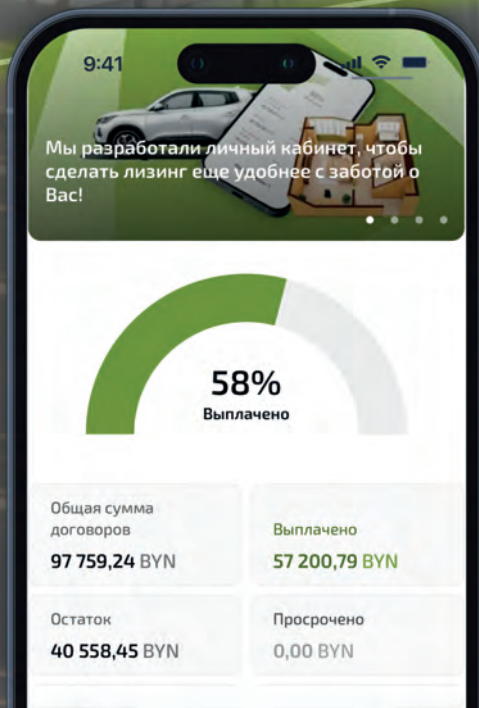 9:41
Мы разработали личный кабинет, чтобы
сделать лизинг еще удобнее с заботой о
Вас!
58%
Выплачено
Общая сумма
договоров
97 759,24 BYN
Выплачено
57 200,79 BYN
Остаток
40 558,45 BYN
Просрочено
0,00 BYN